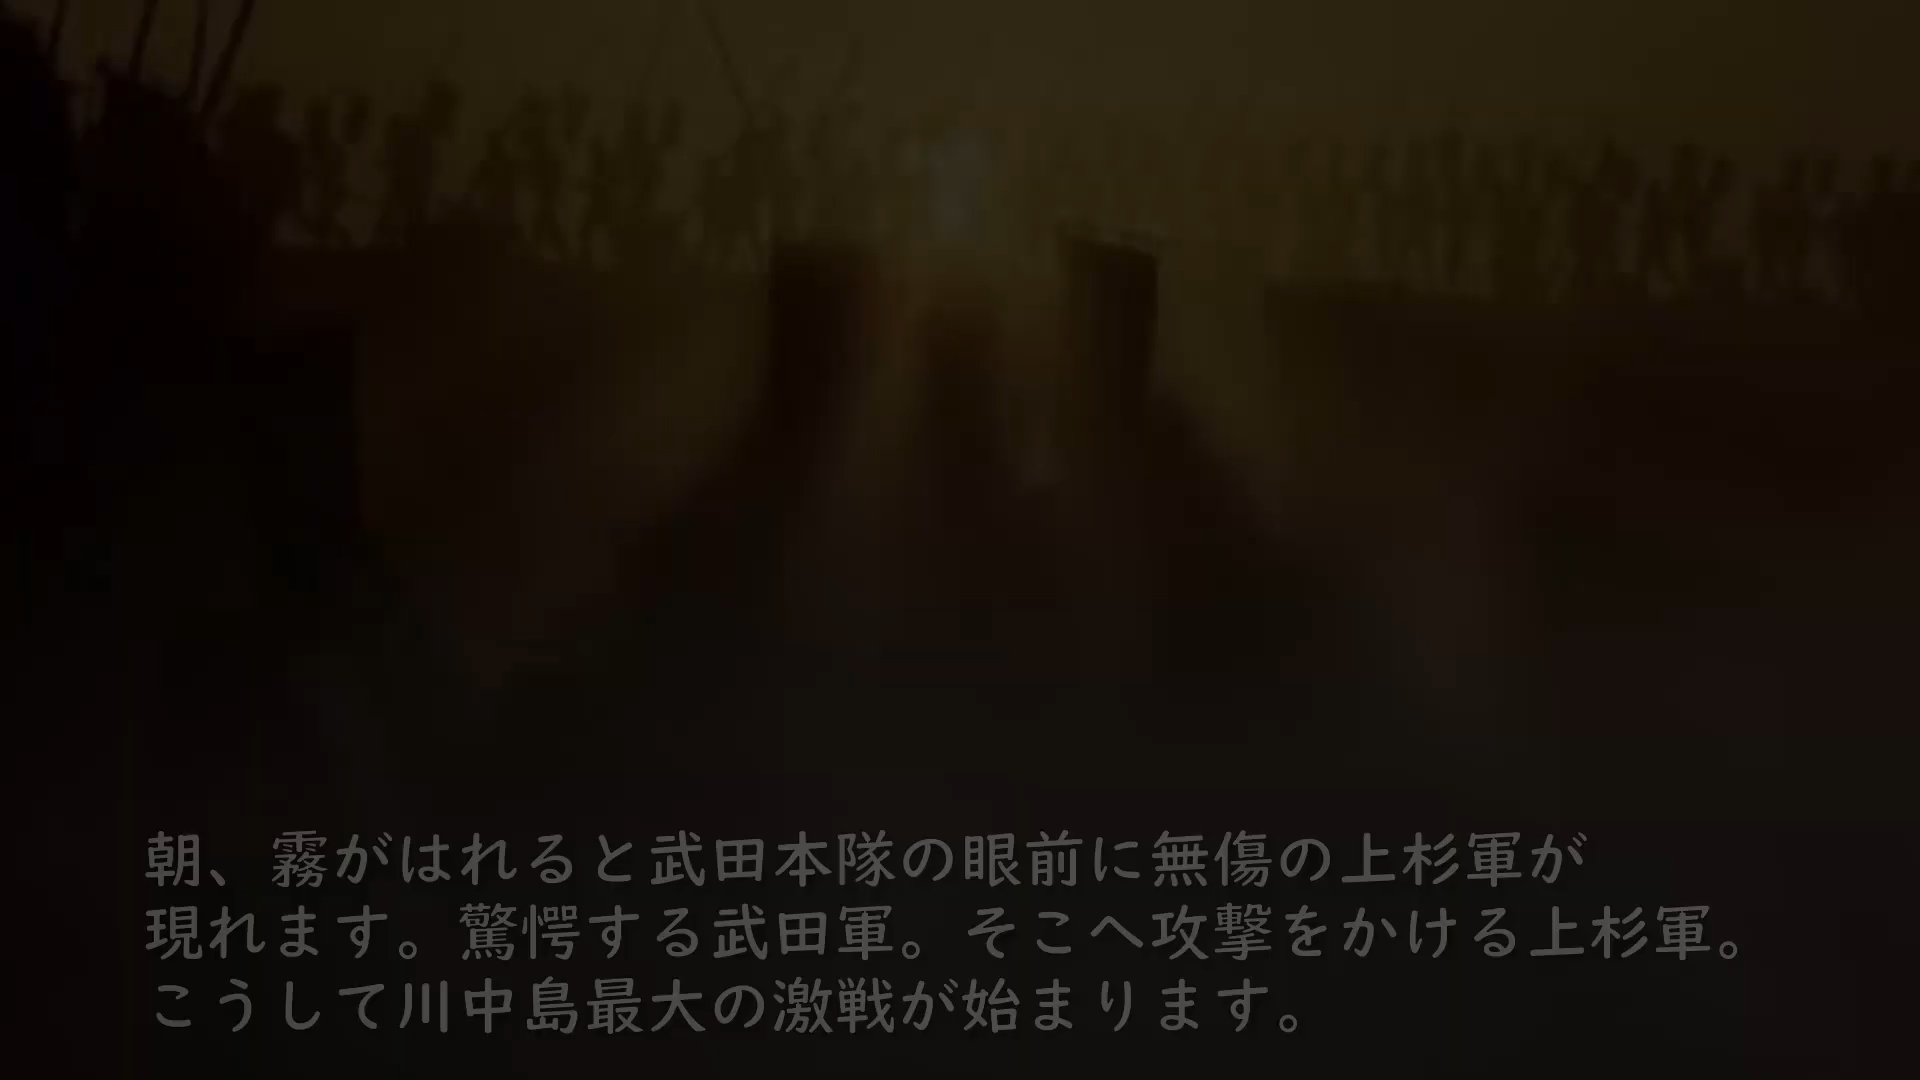 朝、霧がはれると武田本隊の眼前に無傷の上杉軍が
現れます。驚愕する武田軍。そこへ攻撃をかける上杉軍。
こうして川中島最大の激戦が始まります。